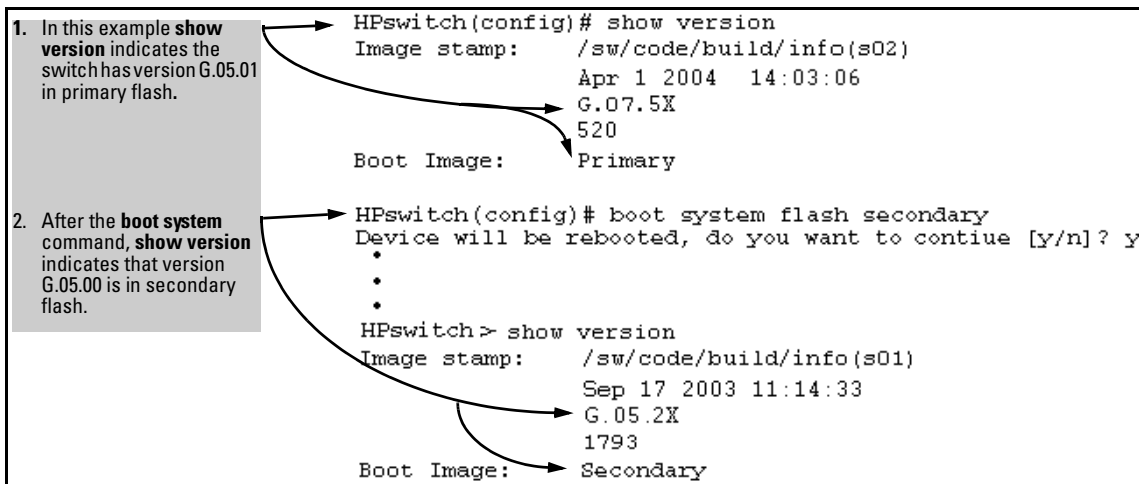 1. In this example show
version indicates the
switch has version G.05.01
in primary flash.
HPswitch(config)# show version
Image stamp: /sw/code/build/info(s02)
Apr 1 2004 14:03:06
G.07.5X
520
Boot Image: Primary
2. After the boot system
command, show version
indicates that version
G.05.00 is in secondary
flash.
HPswitch(config)# boot system flash secondary
Device will be rebooted, do you want to contiue [y/n]? y
HPswitch> show version
Image stamp: /sw/code/build/info(s01)
Sep 17 2003 11:14:33
G.05.2X
1793
Boot Image: Secondary